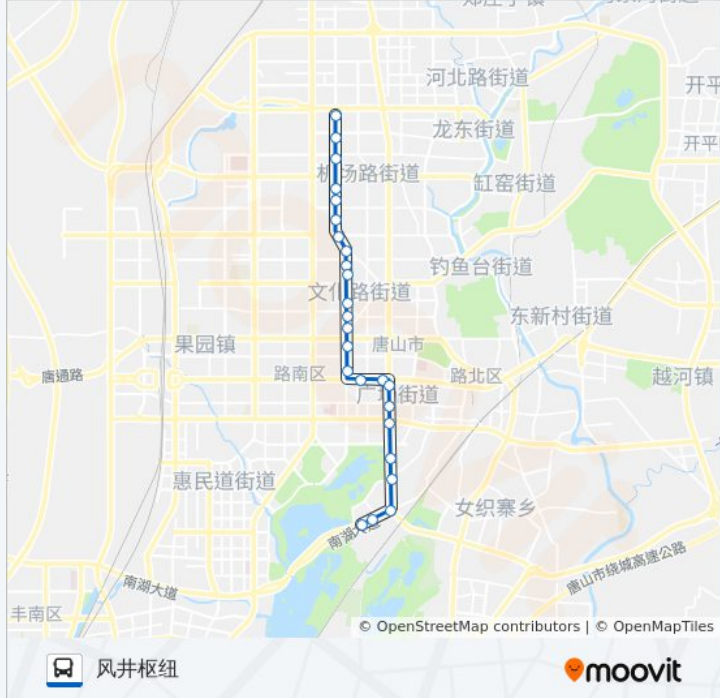 河北路街道
开平
龙东街道
开平
机场路街道
缸窑街道
钓鱼台街道
文化路街道
东新村街道
果园镇
唐山市
唐通路
路南区
路北区
越河镇
广场街道
惠民道街道
女织寨乡
南湖大道
唐山市绕城高速公路
南湖大道
丰南区
© OpenStreetMap contributors | © OpenMapTiles
风井枢纽
moovit